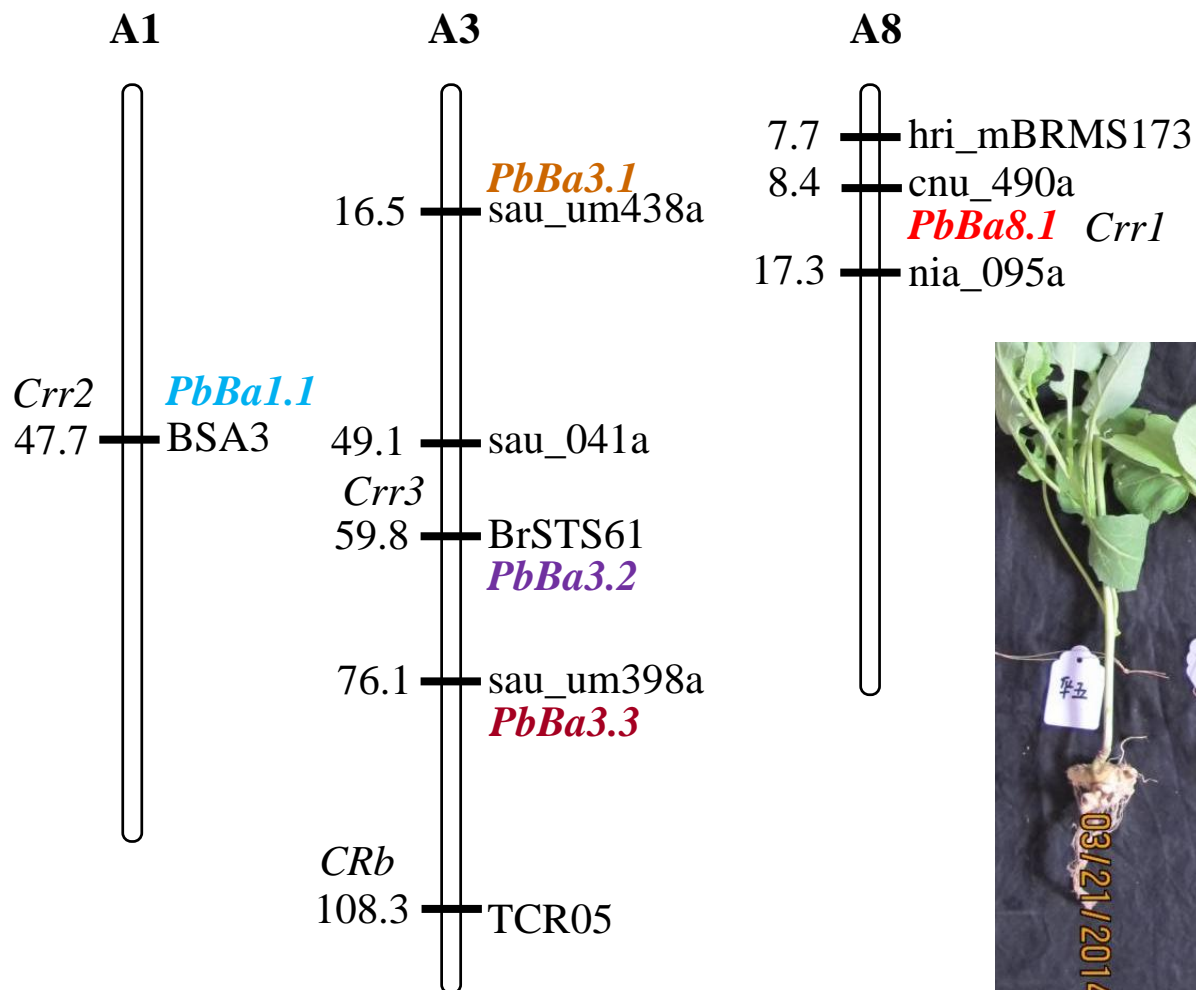 A1
Crr2
PbBa1.1
47.7 BSA3
A3
PbBa3.1
16.5 sau_um438a
49.1 sau_041a
Crr3
59.8 BrSTS61
PbBa3.2
76.1 sau_um398a
PbBa3.3
CRb
108.3 TCR05
A8
7.7 hri_mBRMS173
8.4 cnu_490a
PbBa8.1 Crr1
17.3 nia_095a
03/21/2014